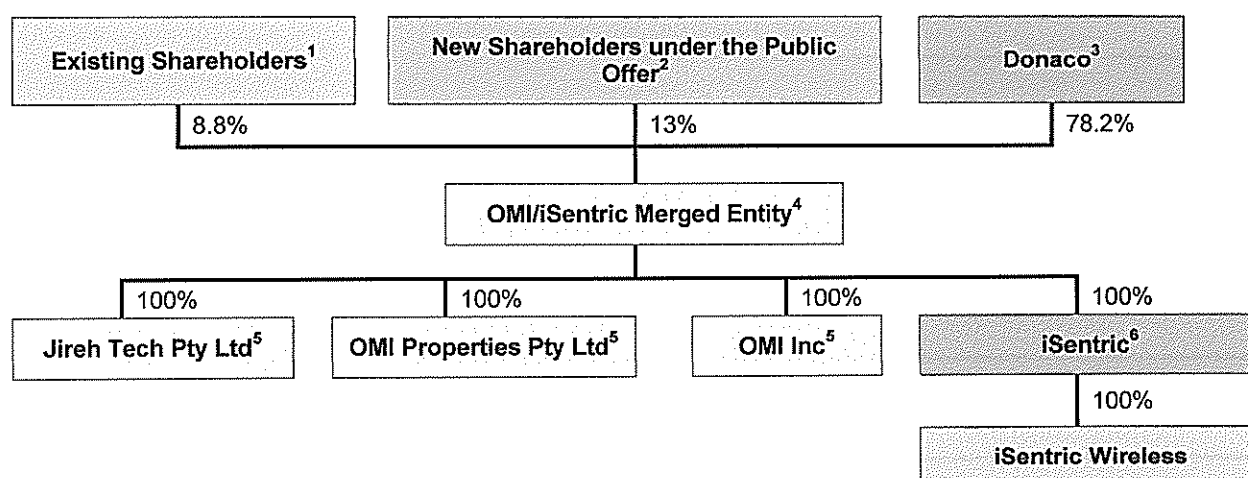 Existing Shareholders¹
New Shareholders under the Public
Offer²
Donaco³
8.8%
13%
78.2%
OMI/iSentric Merged Entity⁴
100%
100%
100%
100%
Jireh Tech Pty Ltd⁵
OMI Properties Pty Ltd⁵
OMI Inc⁵
iSentric⁶
100%
iSentric Wireless